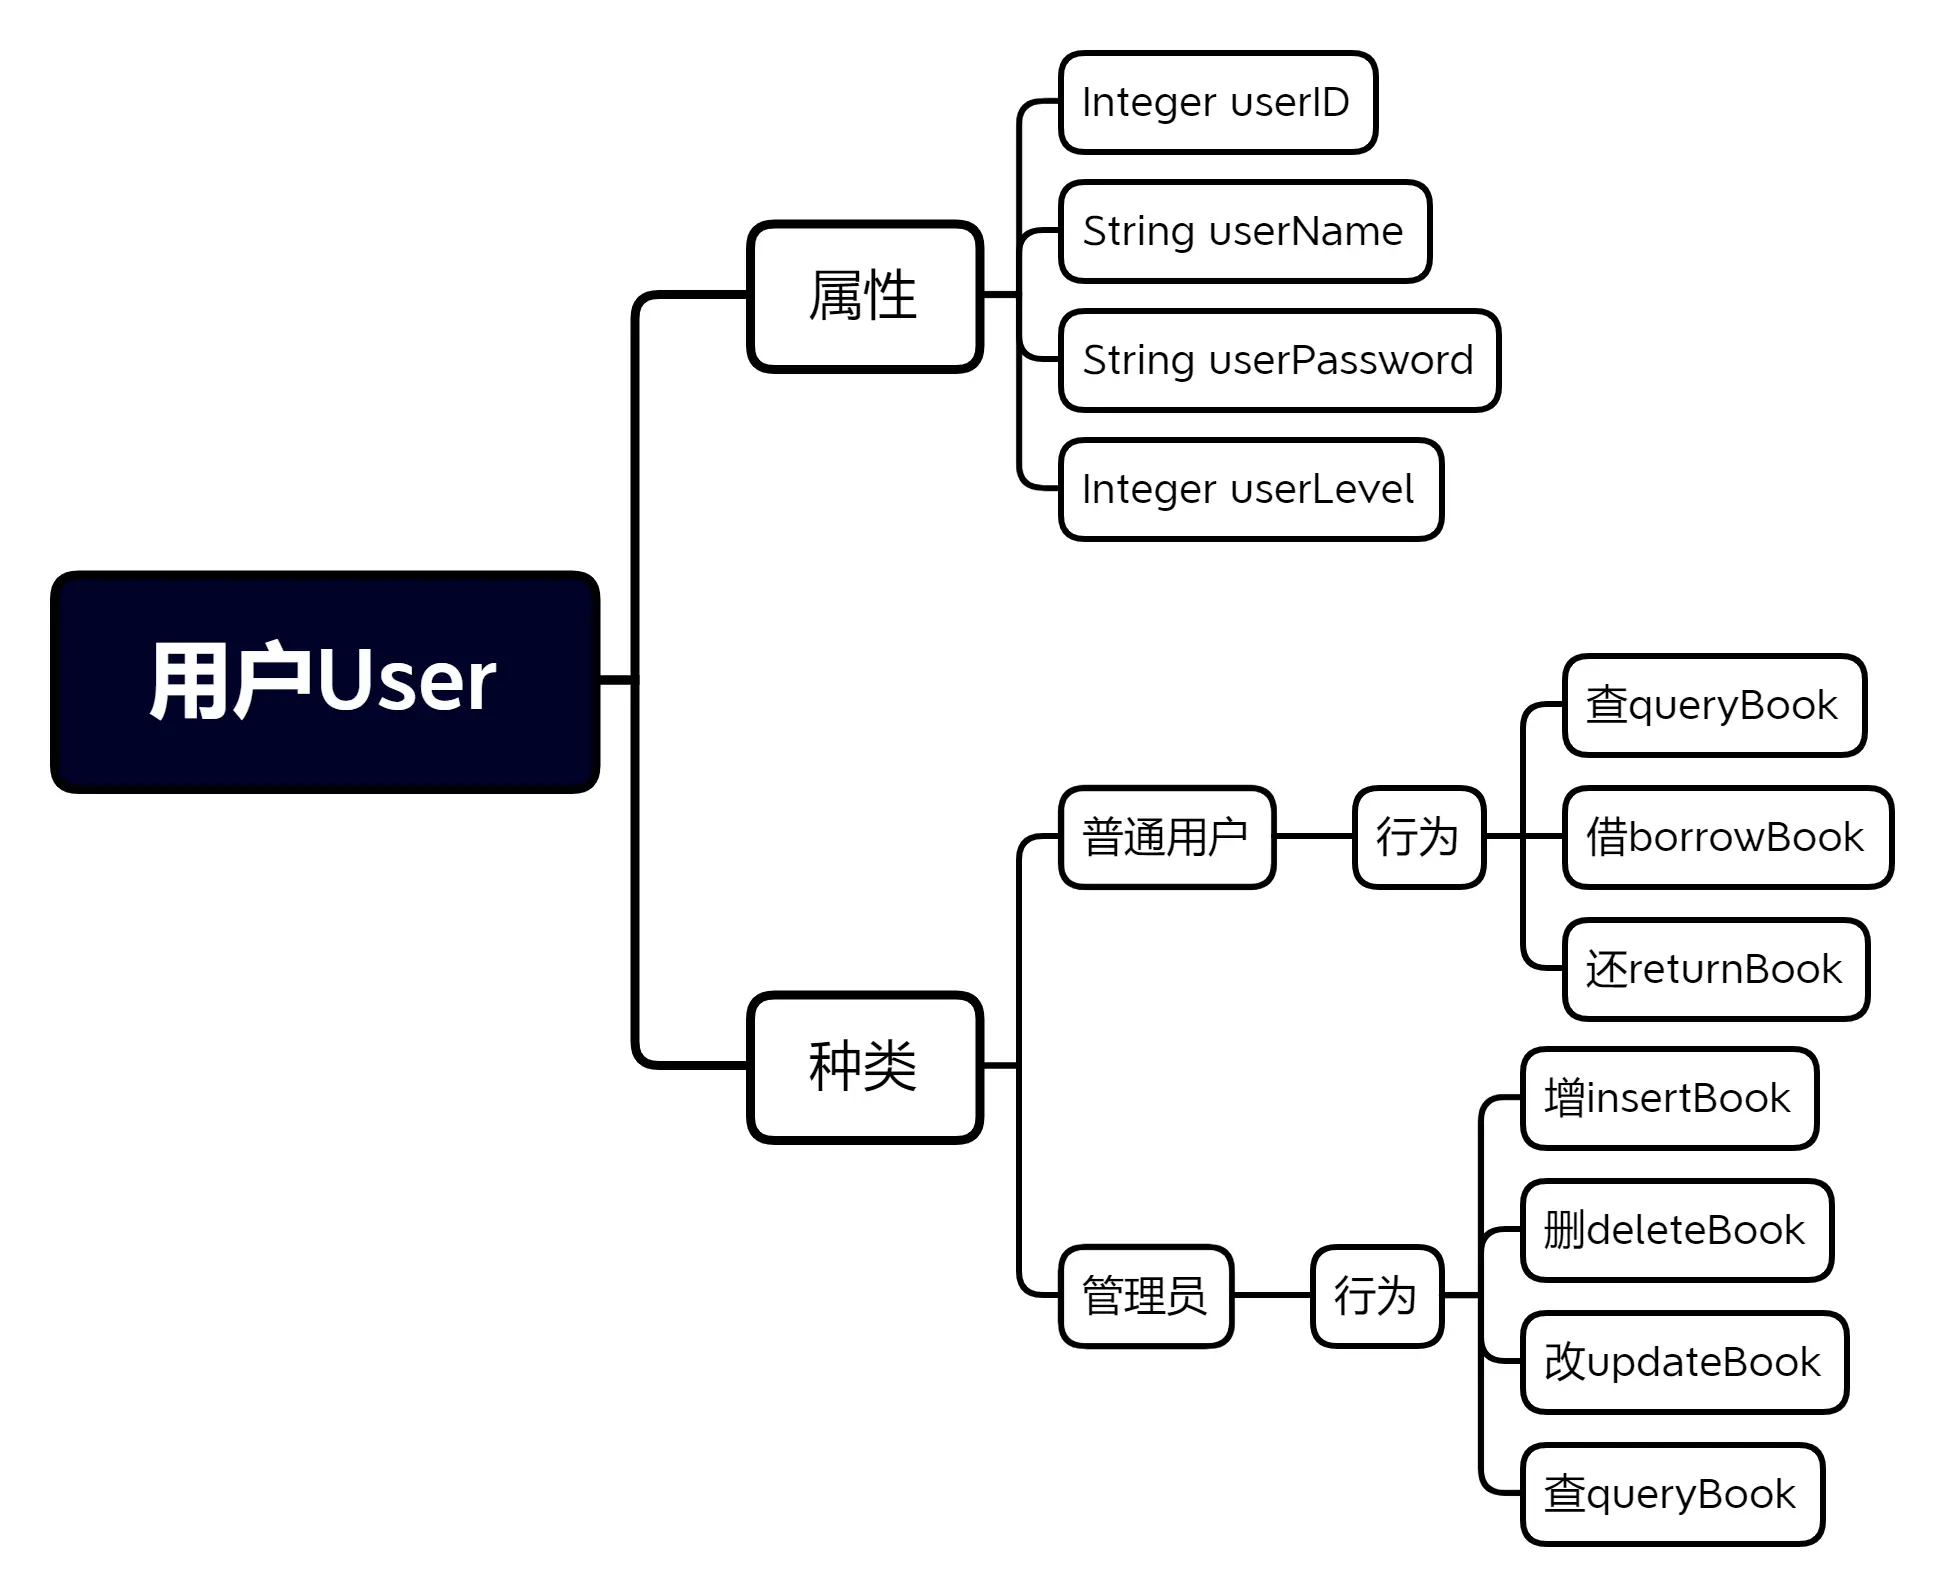 用户User
属性
Integer userID
String userName
String userPassword
Integer userLevel
种类
普通用户
行为
查queryBook
借borrowBook
还returnBook
管理员
行为
增insertBook
删deleteBook
改updateBook
查queryBook